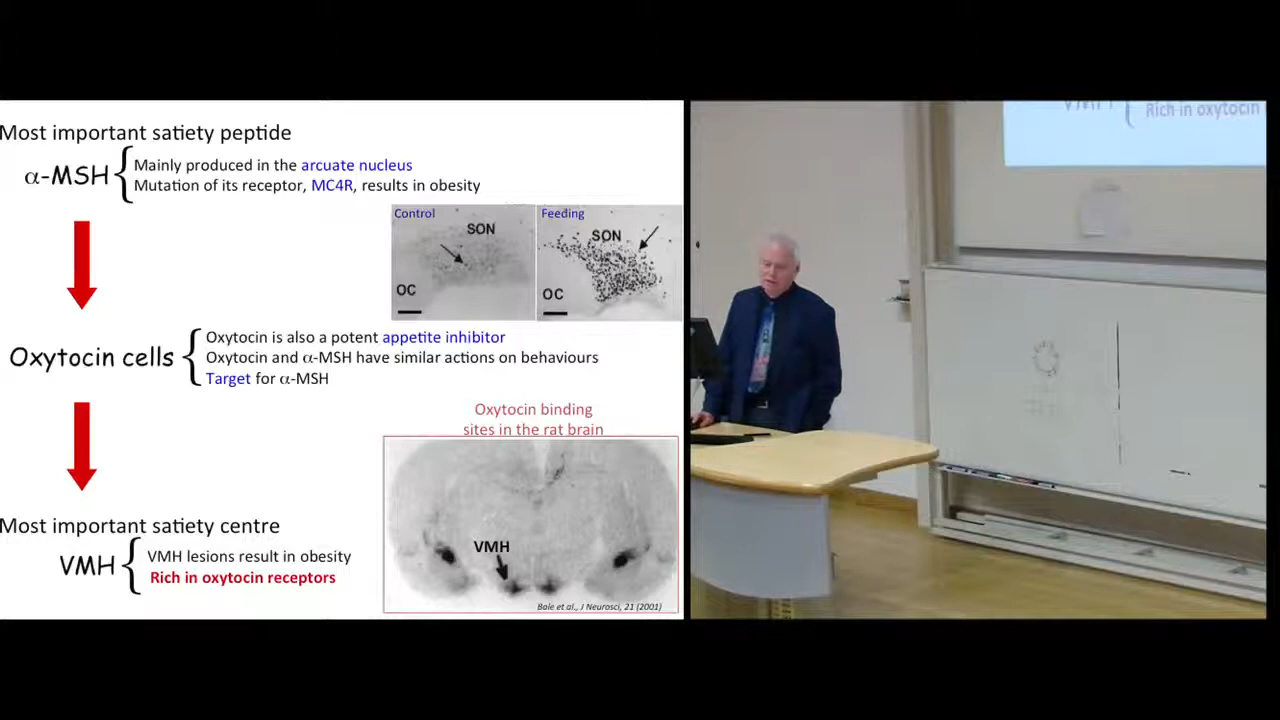 Most important satiety peptide
α-MSH
Mainly produced in the arcuate nucleus
Mutation of its receptor, MC4R, results in obesity
Control
SON
OC
Feeding
SON
OC
Oxytocin cells
Oxytocin is also a potent appetite inhibitor
Oxytocin and α-MSH have similar actions on behaviours
Target for α-MSH
Oxytocin binding
sites in the rat brain
VMH
Bale et al., J Neurosci, 21 (2001)
Most important satiety centre
VMH
VMH lesions result in obesity
Rich in oxytocin receptors
VMH
Rich in oxytocin